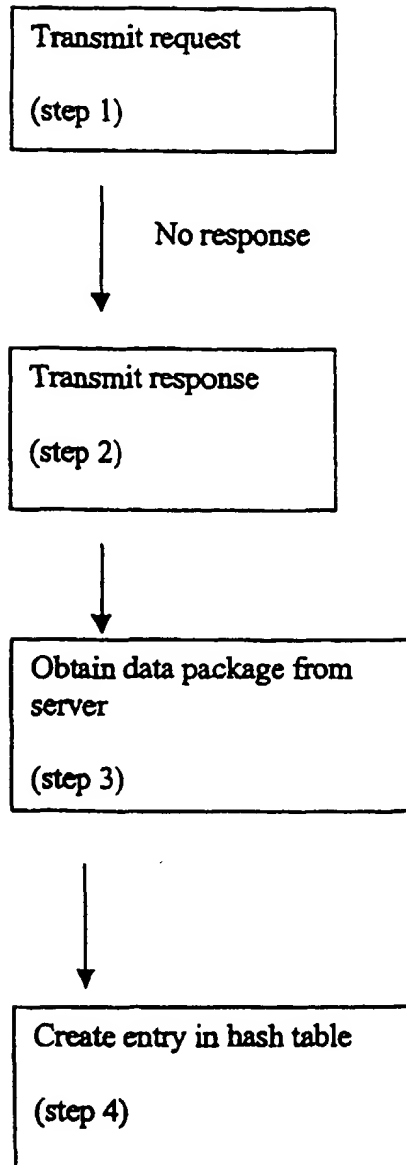 Transmit request
(step 1)
No response
Transmit response
(step 2)
Obtain data package from
server
(step 3)
Create entry in hash table
(step 4)